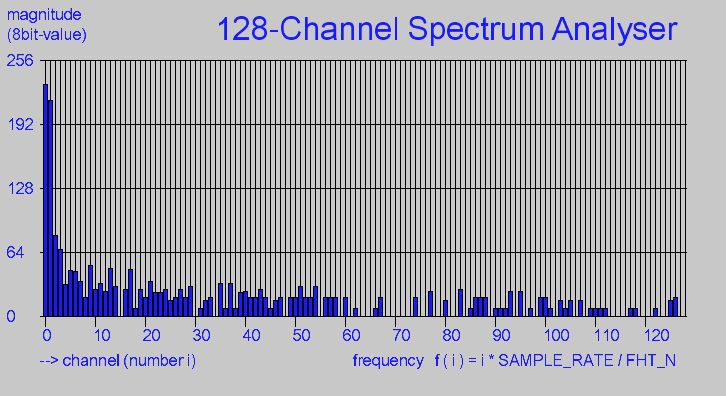 magnitude
(8bit-value)
128-Channel Spectrum Analyser
256
192
128
64
0
0 10 20 30 40 50 60 70 80 90 100 110 120
--> channel (number i)
frequency f ( i ) = i * SAMPLE_RATE / FHT_N